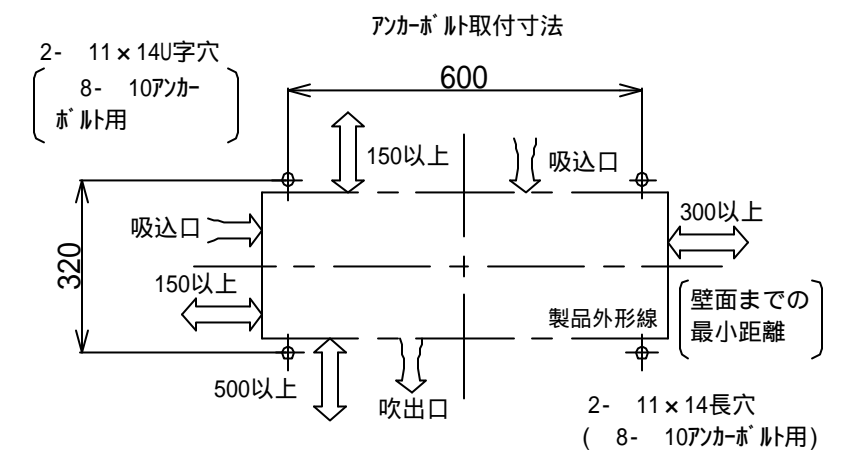 アンカーボルト取付寸法
2- 11×14U字穴
8- 10アンカー
ボルト用
600
150以上
吸込口
320
吸込口
300以上
150以上
製品外形線
壁面までの
最小距離
500以上
吹出口
2- 11×14長穴
( 8- 10アンカーボルト用)